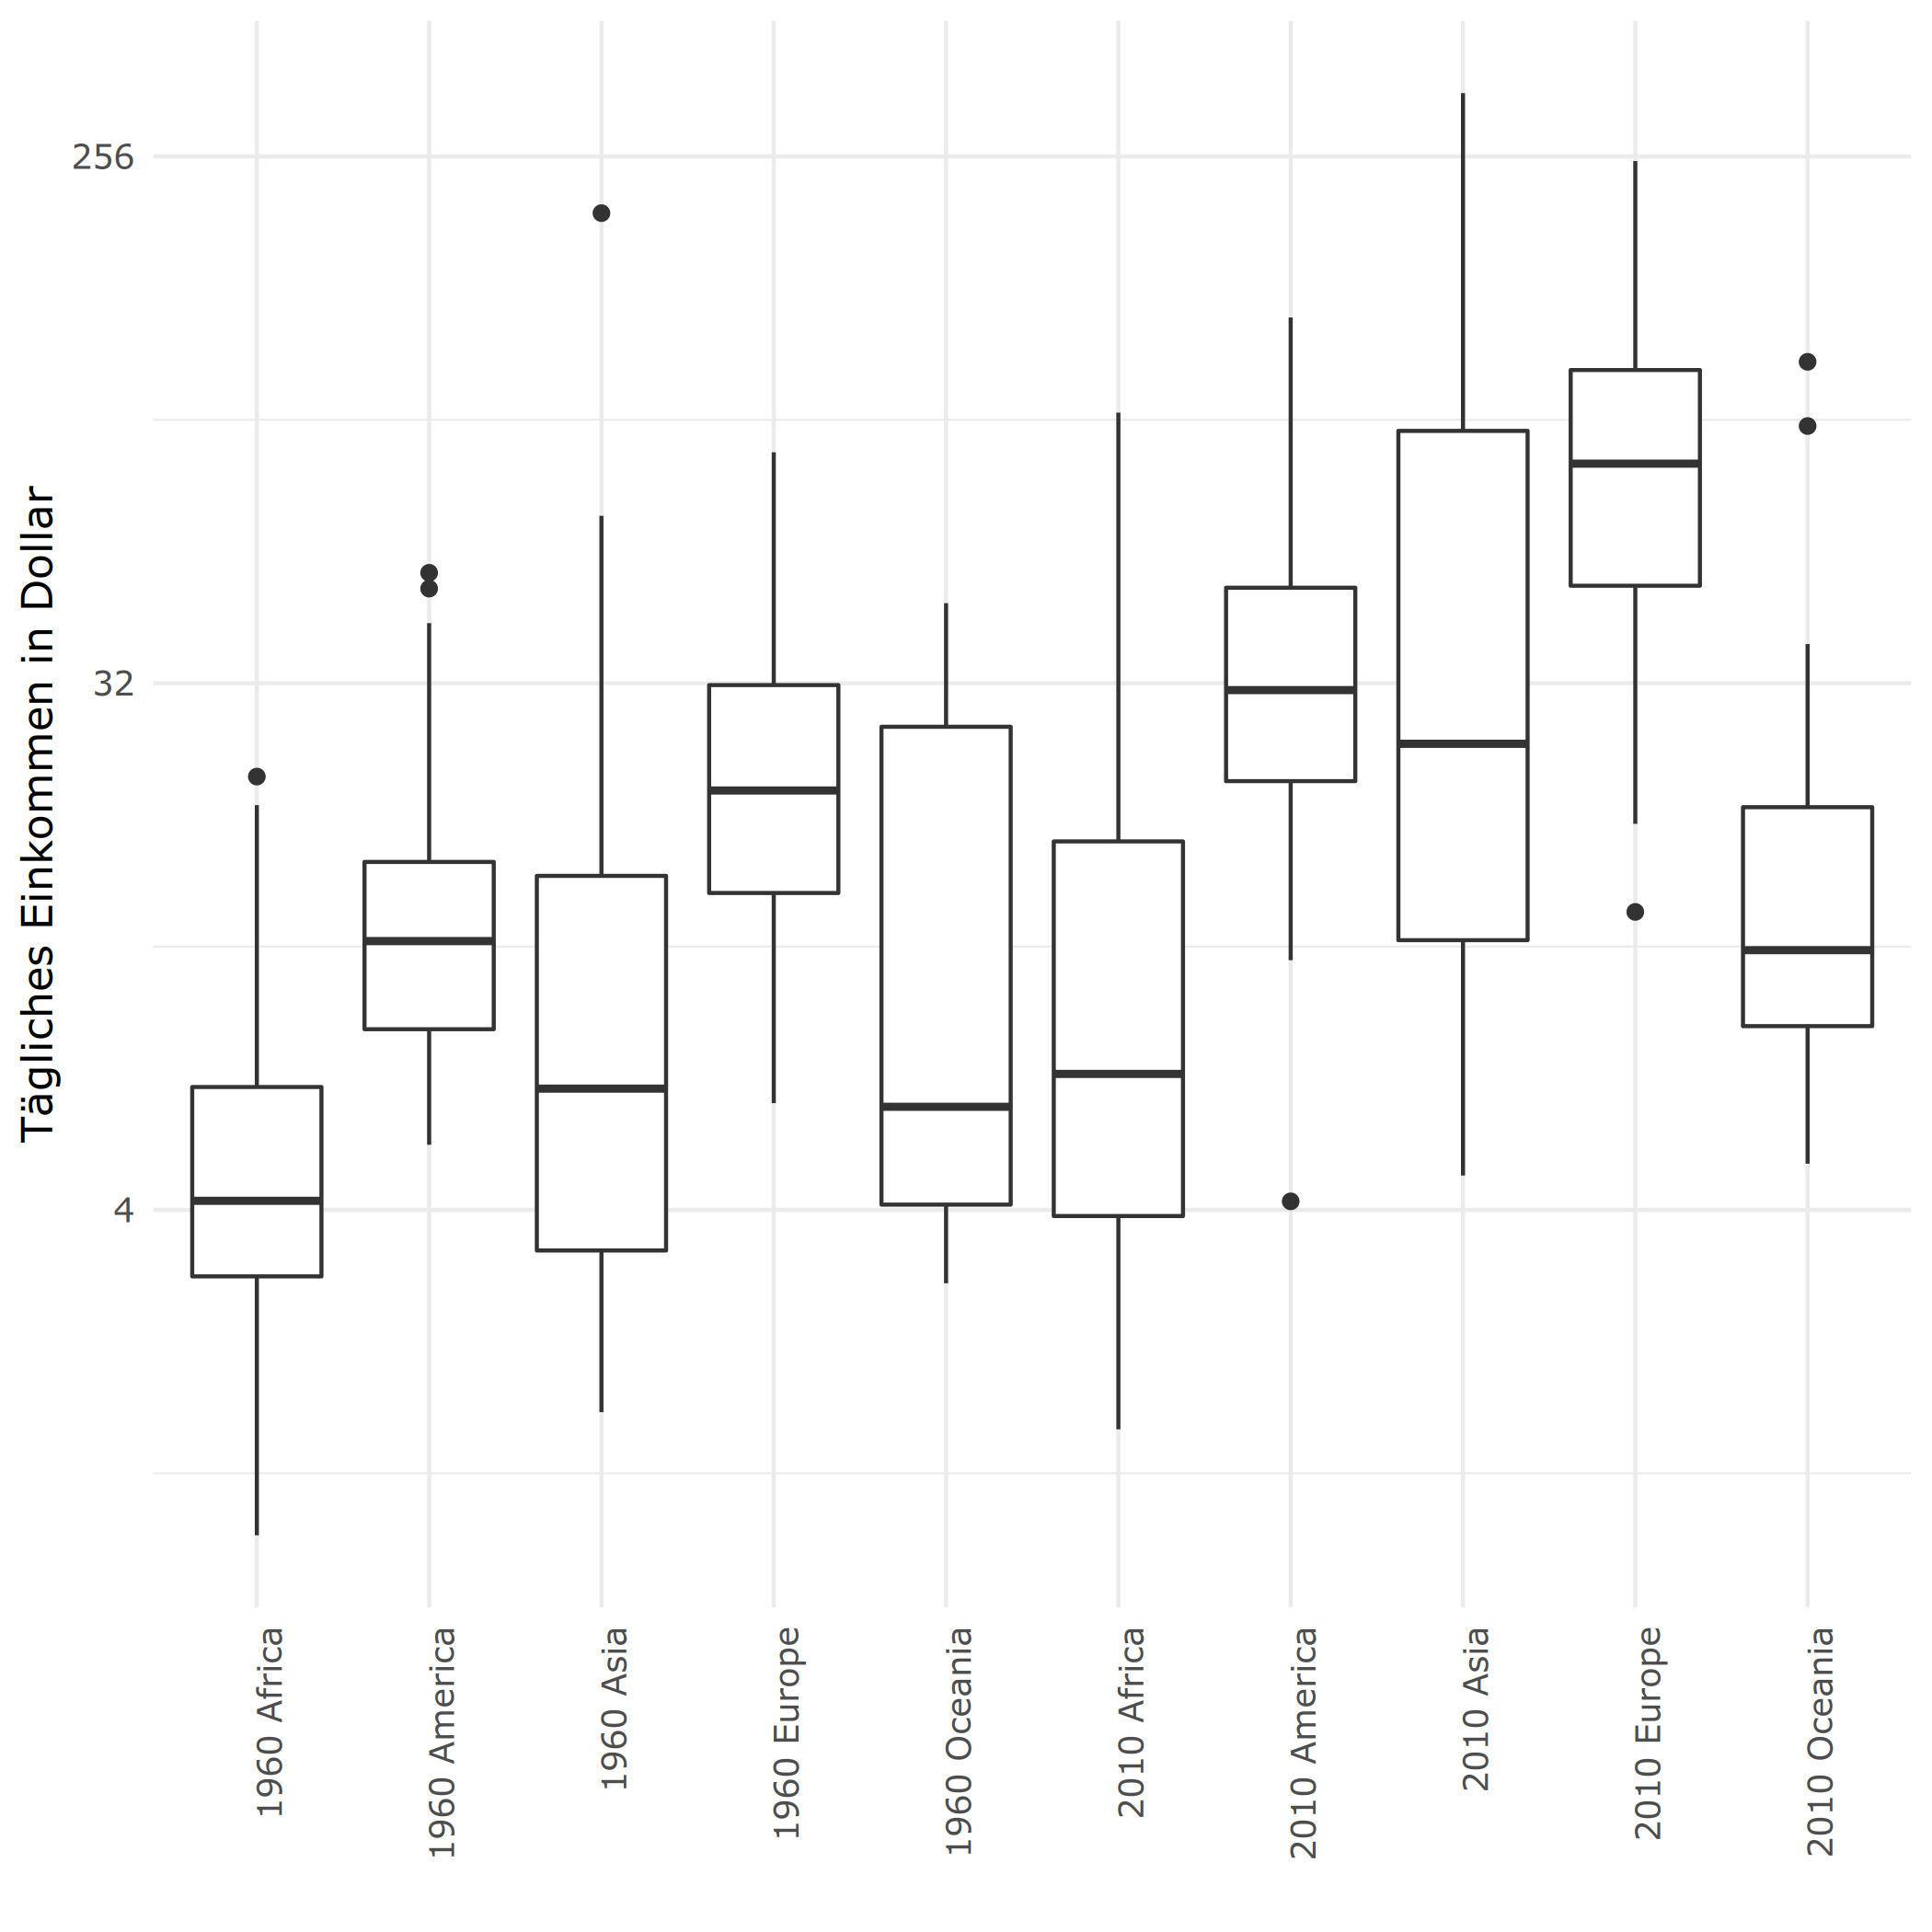 Tägliches Einkommen in Dollar
256
32
4
1960 Africa
1960 America
1960 Asia
1960 Europe
1960 Oceania
2010 Africa
2010 America
2010 Asia
2010 Europe
2010 Oceania